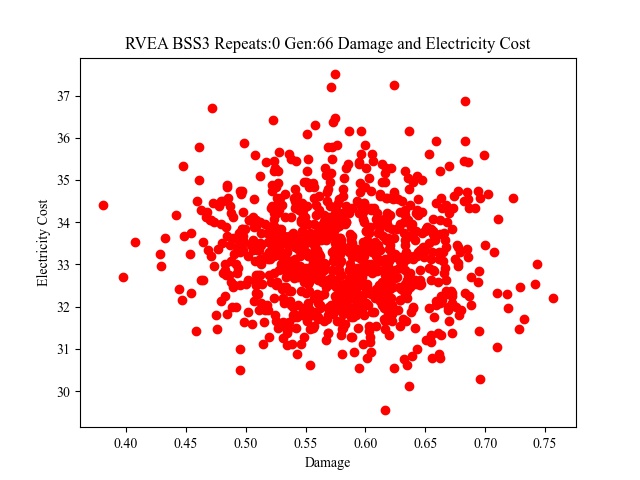 RVEA BSS3 Repeats:0 Gen:66 Damage and Electricity Cost
37
36
35
34
33
32
31
30
Electricity Cost
0.40 0.45 0.50 0.55 0.60 0.65 0.70 0.75
Damage